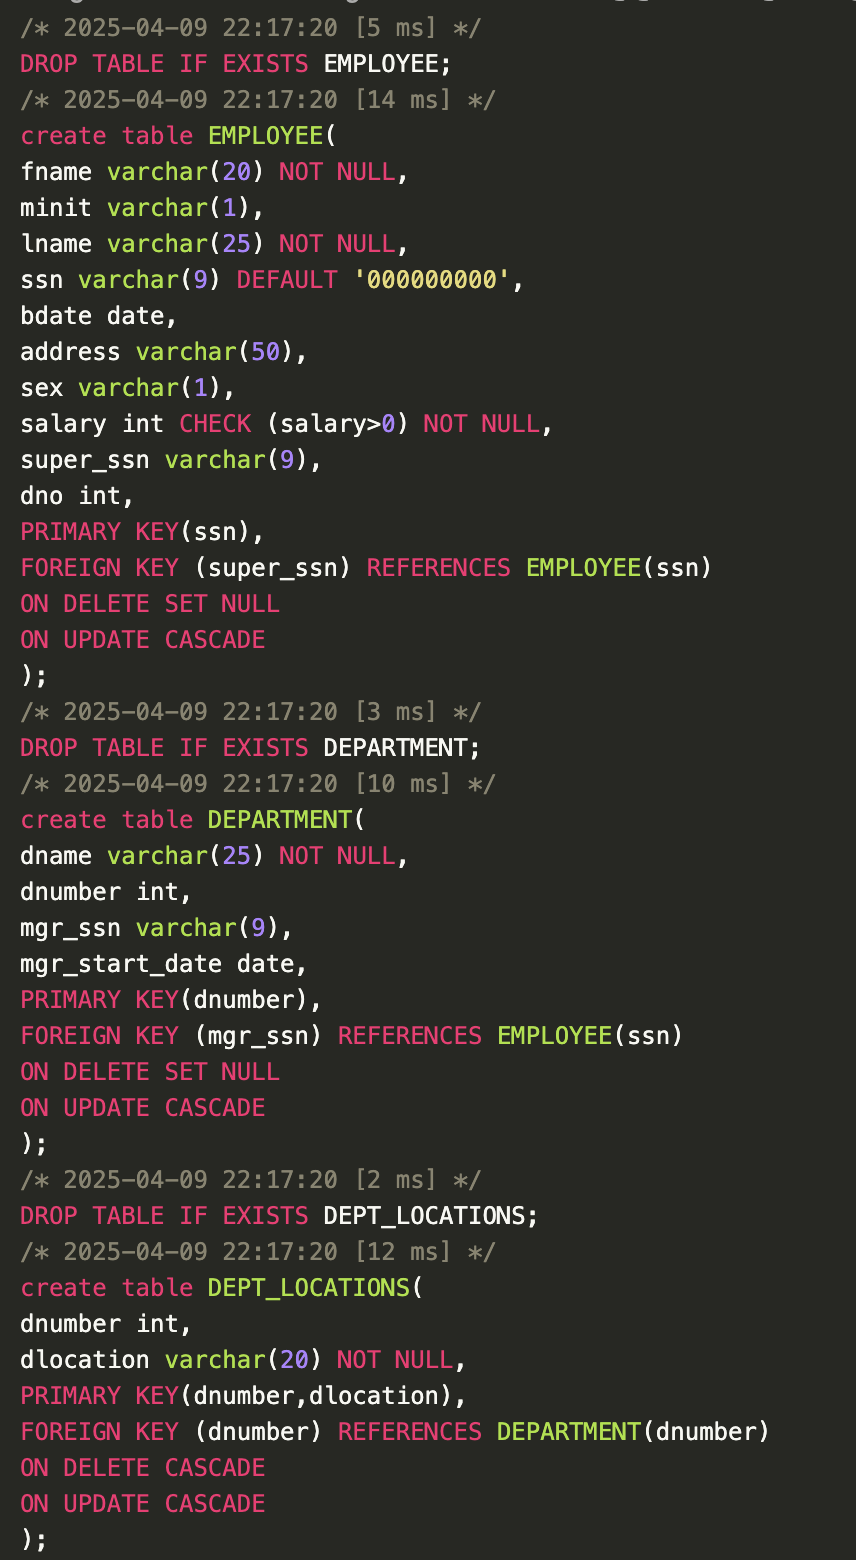 /* 2025-04-09 22:17:20 [5 ms] */
DROP TABLE IF EXISTS EMPLOYEE;
/* 2025-04-09 22:17:20 [14 ms] */
create table EMPLOYEE(
fname varchar(20) NOT NULL,
minit varchar(1),
lname varchar(25) NOT NULL,
ssn varchar(9) DEFAULT '000000000',
bdate date,
address varchar(50),
sex varchar(1),
salary int CHECK (salary>0) NOT NULL,
super_ssn varchar(9),
dno int,
PRIMARY KEY(ssn),
FOREIGN KEY (super_ssn) REFERENCES EMPLOYEE(ssn)
ON DELETE SET NULL
ON UPDATE CASCADE
);
/* 2025-04-09 22:17:20 [3 ms] */
DROP TABLE IF EXISTS DEPARTMENT;
/* 2025-04-09 22:17:20 [10 ms] */
create table DEPARTMENT(
dname varchar(25) NOT NULL,
dnumber int,
mgr_ssn varchar(9),
mgr_start_date date,
PRIMARY KEY(dnumber),
FOREIGN KEY (mgr_ssn) REFERENCES EMPLOYEE(ssn)
ON DELETE SET NULL
ON UPDATE CASCADE
);
/* 2025-04-09 22:17:20 [2 ms] */
DROP TABLE IF EXISTS DEPT_LOCATIONS;
/* 2025-04-09 22:17:20 [12 ms] */
create table DEPT_LOCATIONS(
dnumber int,
dlocation varchar(20) NOT NULL,
PRIMARY KEY(dnumber,dlocation),
FOREIGN KEY (dnumber) REFERENCES DEPARTMENT(dnumber)
ON DELETE CASCADE
ON UPDATE CASCADE
);